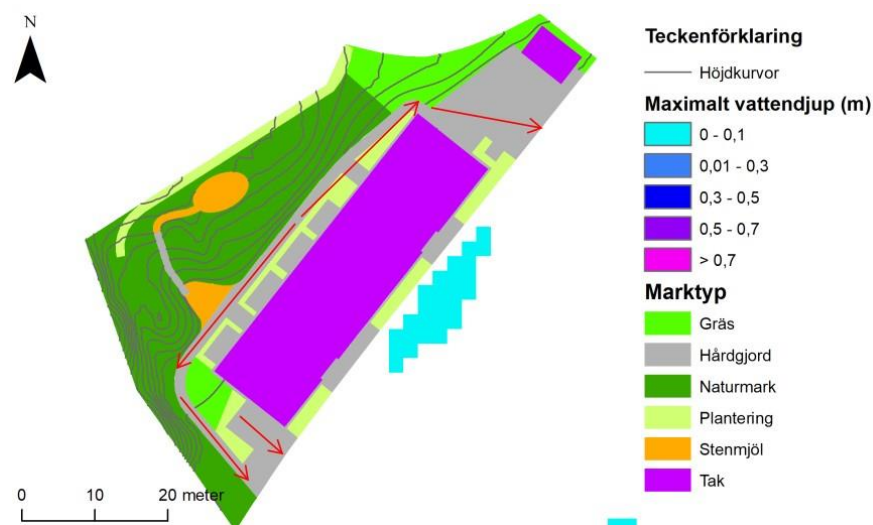 N
0 10 20 meter
Teckenförklaring
Höjdkurvor
Maximalt vattendjup (m)
0 - 0,1
0,01 - 0,3
0,3 - 0,5
0,5 - 0,7
> 0,7
Marktyp
Gräs
Hårdgjord
Naturmark
Plantering
Stenmjöl
Tak